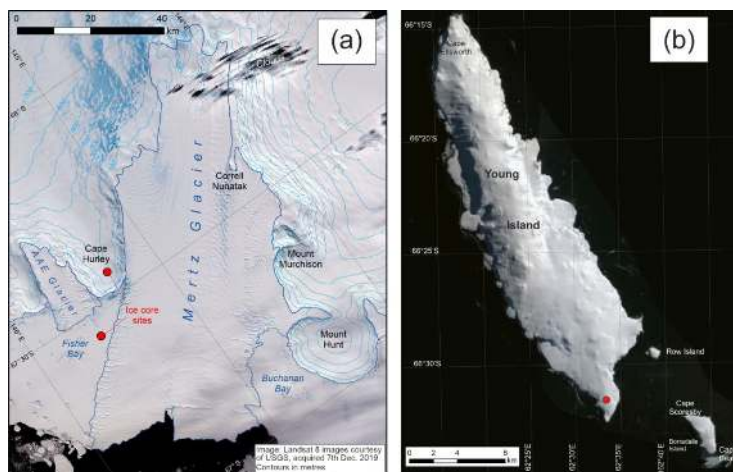 (a)
0 20 40
km
Mertz Glacier
Correll
Nunatak
Cape
Hurley
AAE Glacier
Ice core
sites
Fisher
Bay
Mount
Murchison
Mount
Hunt
Buchanan
Bay
Image: Landsat 8 images courtesy
of USGS, acquired 7th Dec. 2019
Contours in metres
(b)
Young
Island
Row Island
Cape
Scoresby
Borradaile
Island
66°15'S
66°20'S
66°25'S
66°30'S
0 2 4 8
km